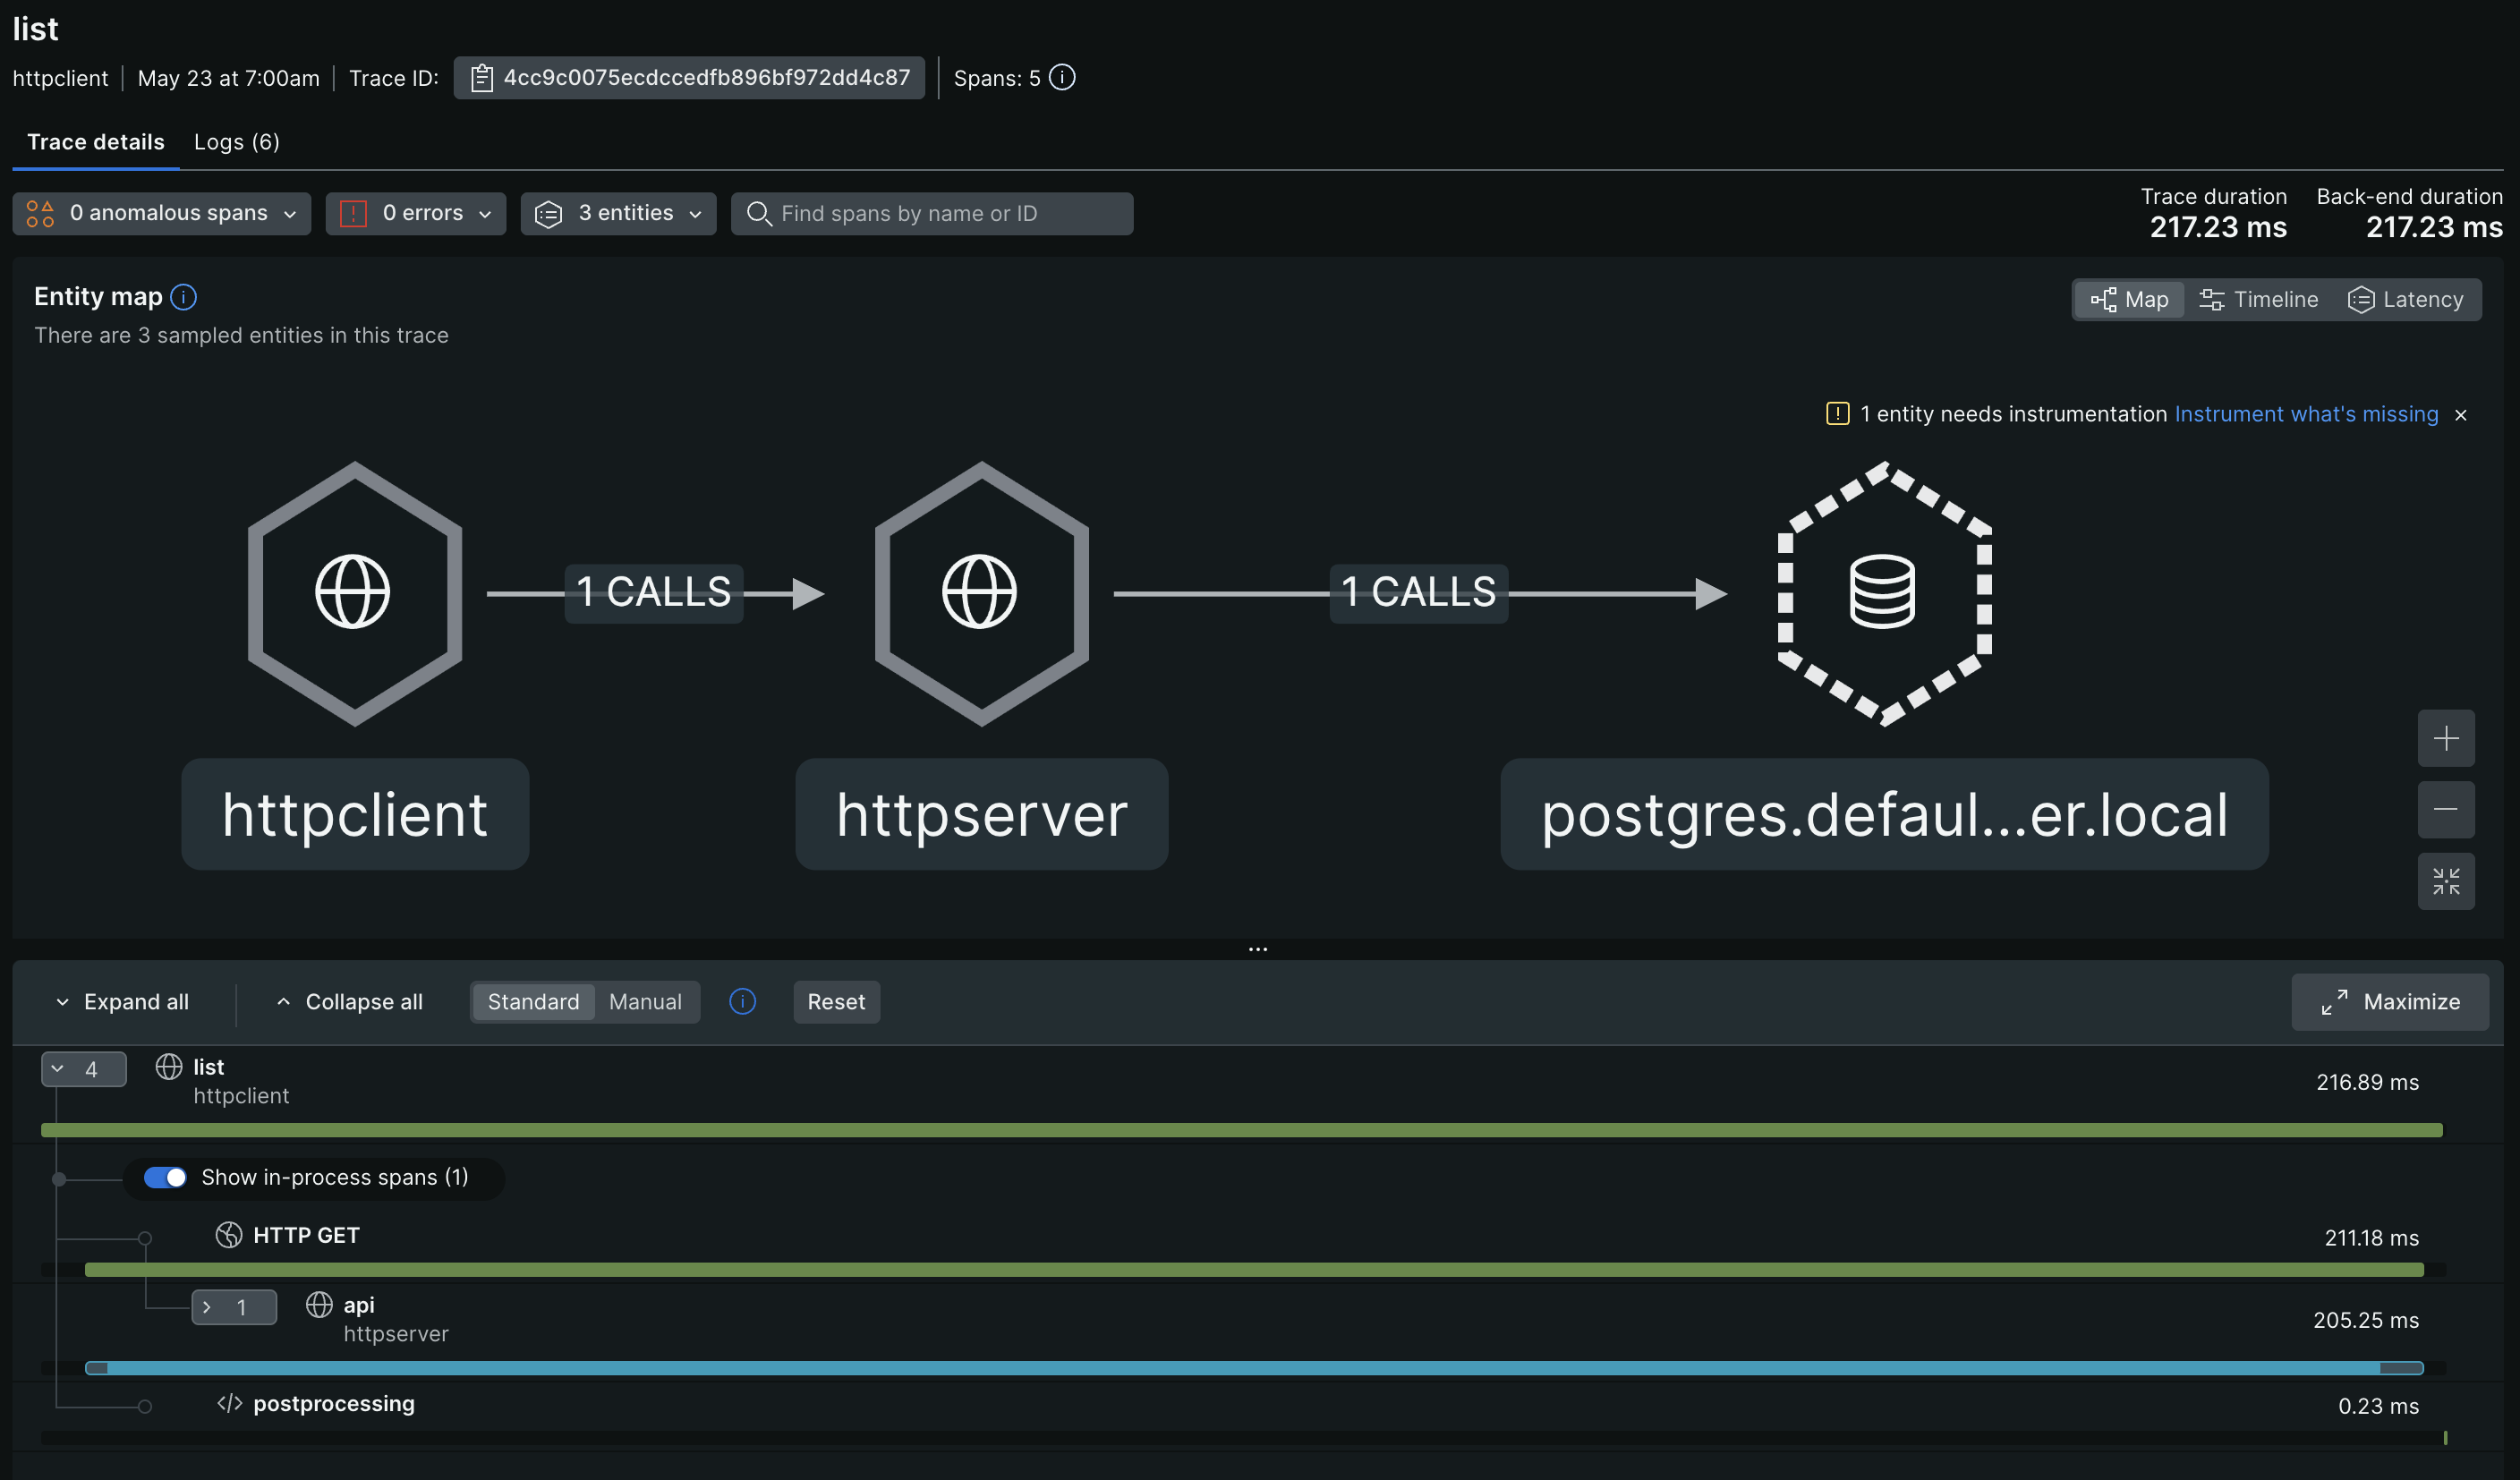 list
httpclient | May 23 at 7:00am | Trace ID: 4cc9c0075ecdccedfb896bf972dd4c87 | Spans: 5
Trace details Logs (6)
0 anomalous spans 0 errors 3 entities Find spans by name or ID
Trace duration Back-end duration
217.23 ms 217.23 ms
Entity map
Map Timeline Latency
There are 3 sampled entities in this trace
1 entity needs instrumentation Instrument what's missing
1 CALLS 1 CALLS
httpclient httpserver postgres.defaul...er.local
Expand all Collapse all Standard Manual Reset Maximize
4 list
httpclient
216.89 ms
Show in-process spans (1)
HTTP GET 211.18 ms
1 api
httpserver
205.25 ms
postprocessing 0.23 ms